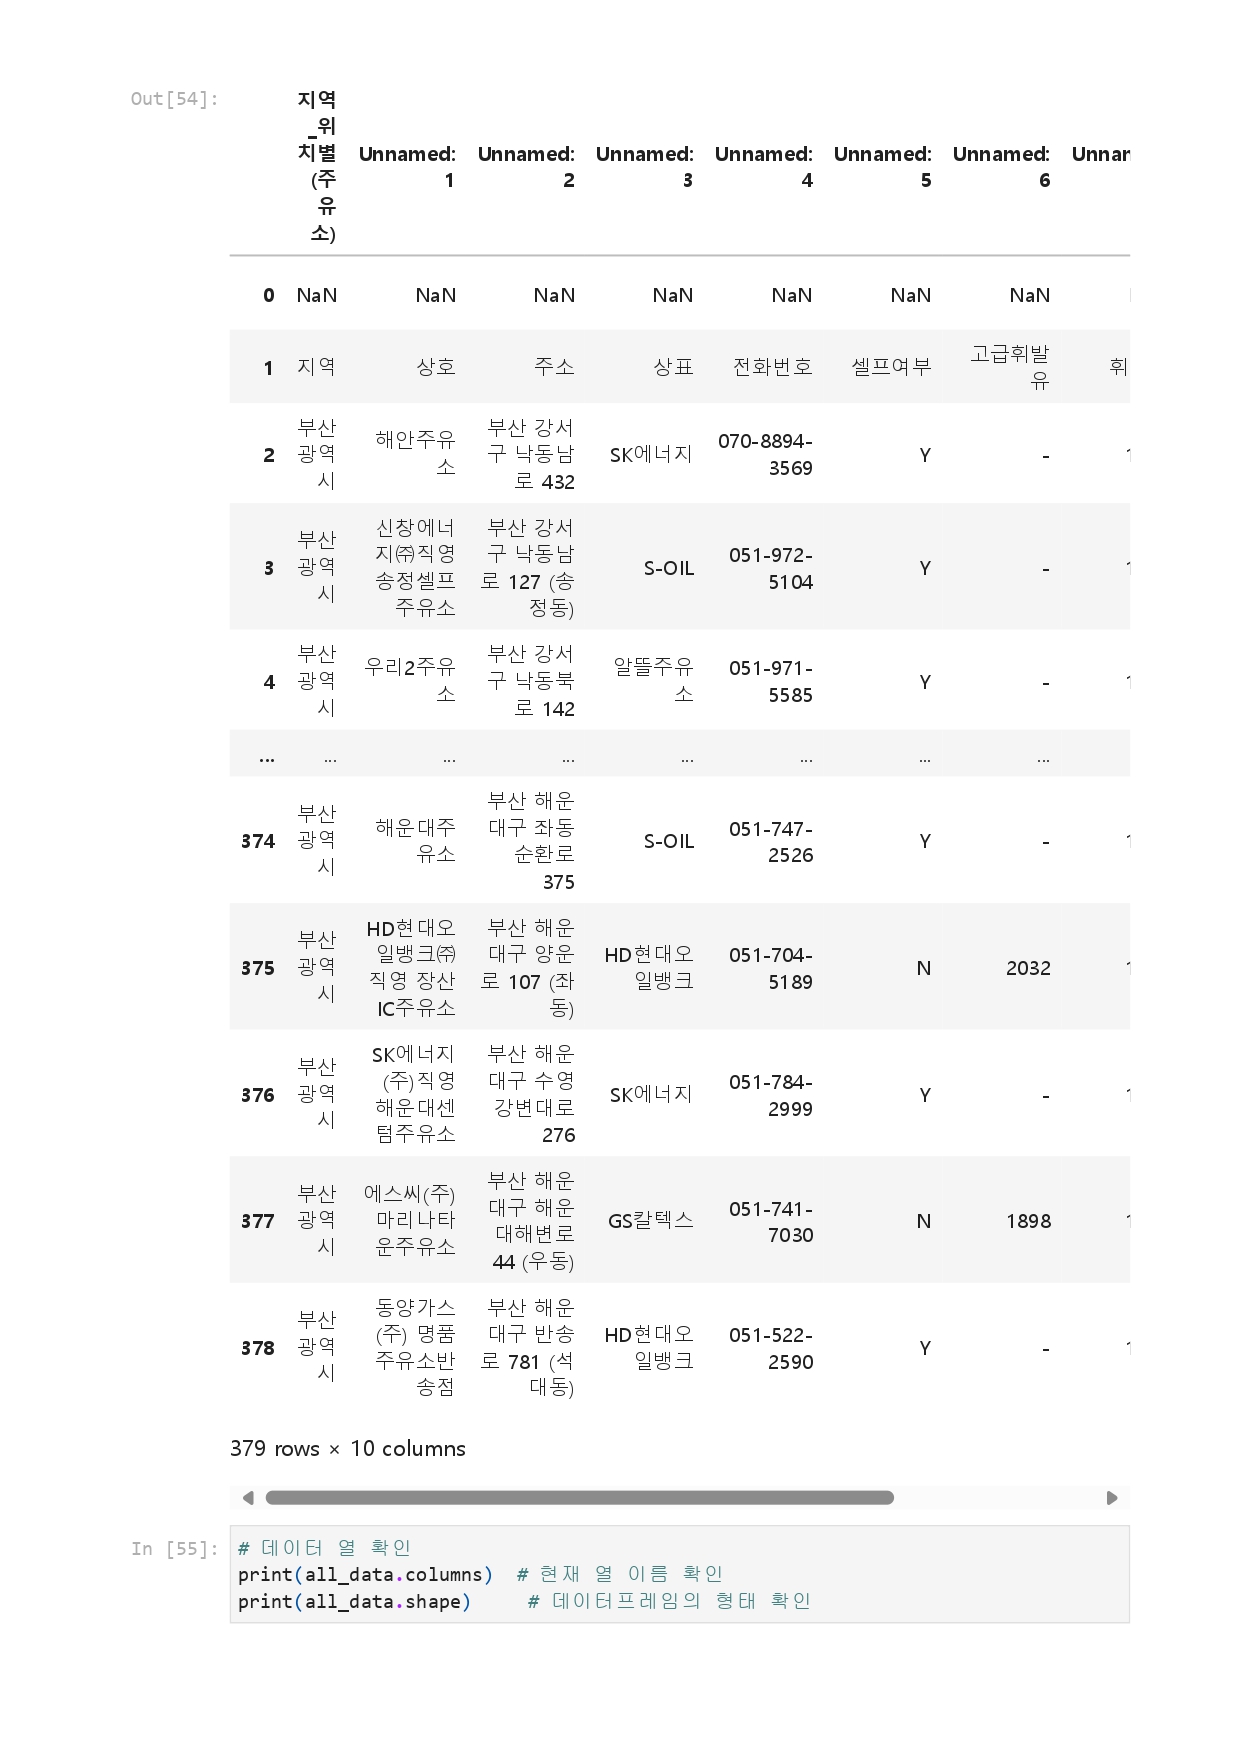 Out[54]:
지역
_위
치별
(주
유
소)
Unnamed:
1
Unnamed:
2
Unnamed:
3
Unnamed:
4
Unnamed:
5
Unnamed:
6
0 NaN NaN NaN NaN NaN NaN NaN
1 지역 상호 주소 상표 전화번호 셀프여부 고급휘발
유
휘
2
부산
광역
시
해안주유
소
부산 강서
구 낙동남
로 432
SK에너지
070-8894-
3569
Y -
3
부산
광역
시
신창에너
지㈜직영
송정셀프
주유소
부산 강서
구 낙동남
로 127 (송
정동)
S-OIL
051-972-
5104
Y -
4
부산
광역
시
우리2주유
소
부산 강서
구 낙동북
로 142
알뜰주유
소
051-971-
5585
Y -
... ... ... ... ... ... ... ...
374
부산
광역
시
해운대주
유소
부산 해운
대구 좌동
순환로
375
S-OIL
051-747-
2526
Y -
375
부산
광역
시
HD현대오
일뱅크㈜
직영 장산
IC주유소
부산 해운
대구 양운
로 107 (좌
동)
HD현대오
일뱅크
051-704-
5189
N 2032
376
부산
광역
시
SK에너지
(주)직영
해운대센
텀주유소
부산 해운
대구 수영
강변대로
276
SK에너지
051-784-
2999
Y -
377
부산
광역
시
에스씨(주)
마리나타
운주유소
부산 해운
대구 해운
대해변로
44 (우동)
GS칼텍스
051-741-
7030
N 1898
378
부산
광역
시
동양가스
(주) 명품
주유소반
송점
부산 해운
대구 반송
로 781 (석
대동)
HD현대오
일뱅크
051-522-
2590
Y -
379 rows × 10 columns
In [55]:
# 데이터 열 확인
print(all_data.columns)  # 현재 열 이름 확인
print(all_data.shape)     # 데이터프레임의 형태 확인